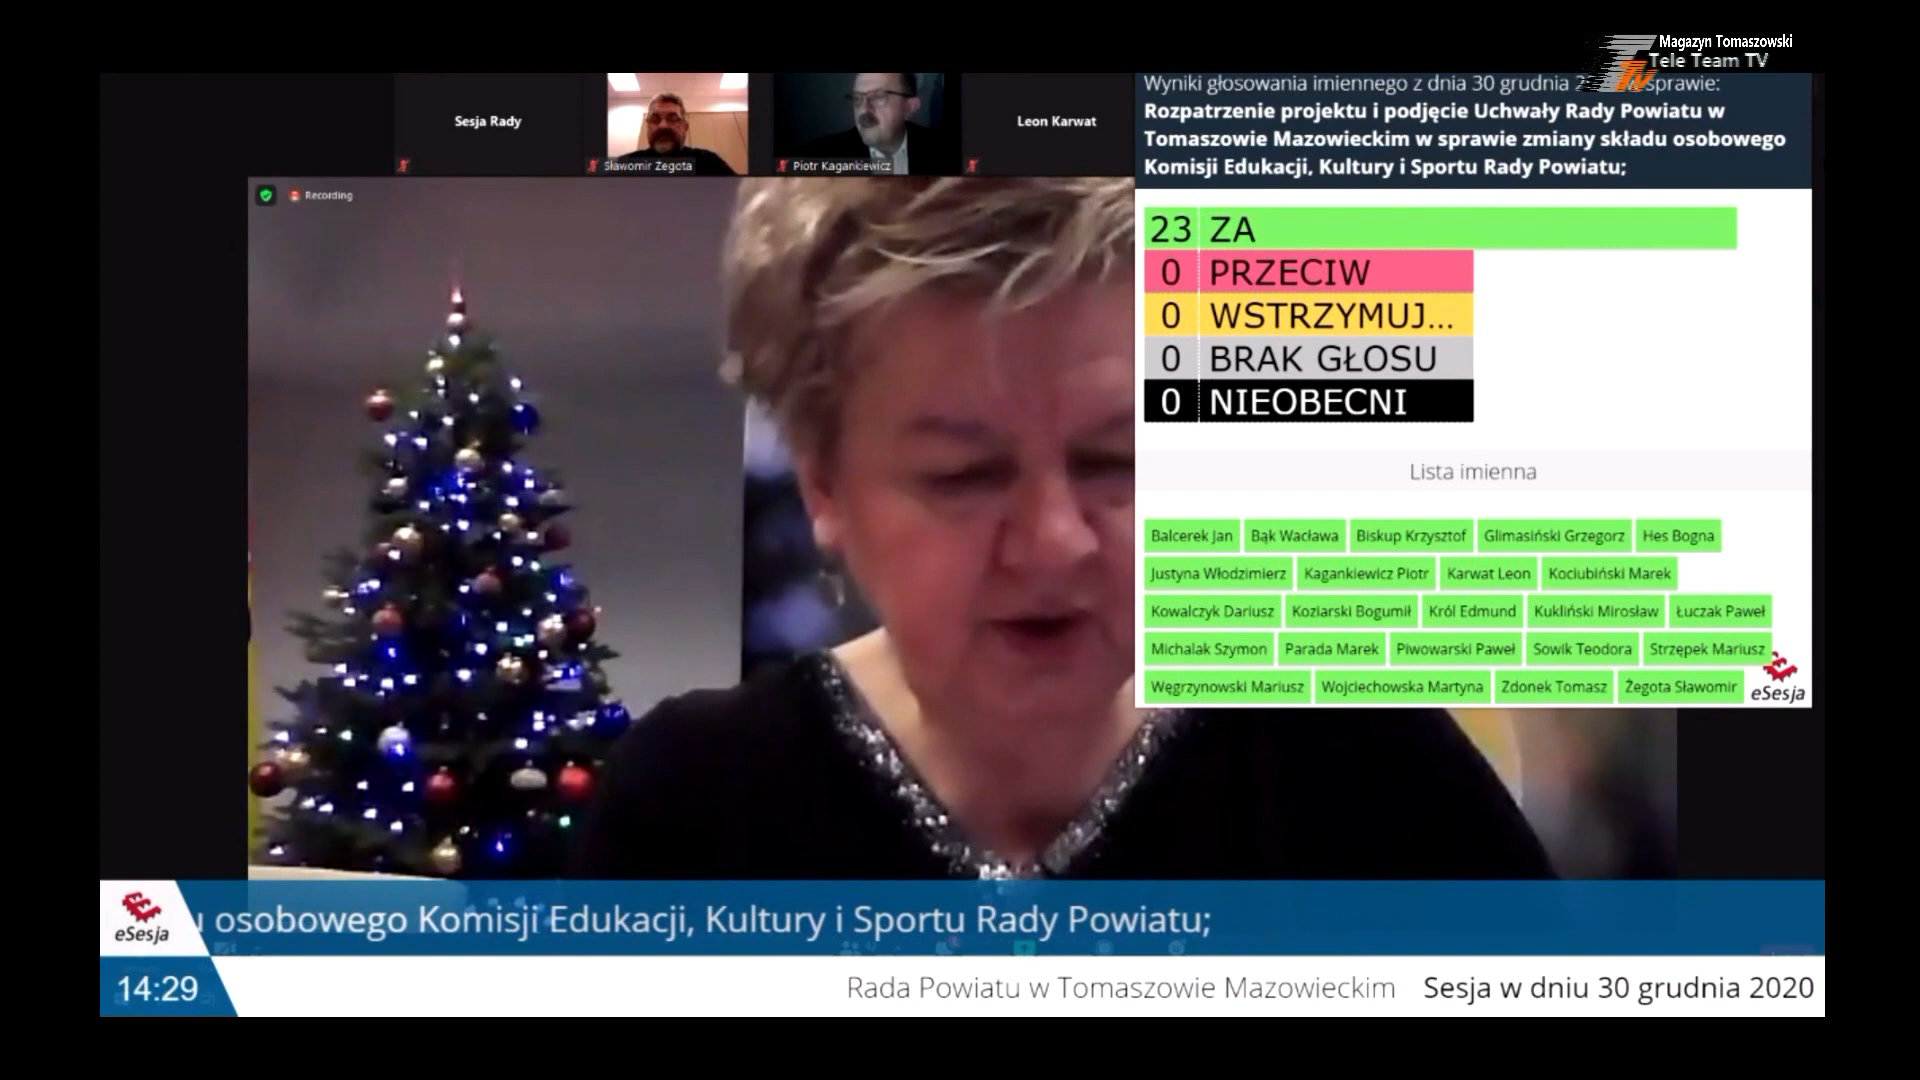 Magazyn Tomaszowski
Tele Team TV
Sesja Rady
Sławomir Żegota
Piotr Kagankiewicz
Leon Karwat
Recording
Wyniki głosowania imiennego z dnia 30 grudnia sprawie:
Rozpatrzenie projektu i podjęcie Uchwały Rady Powiatu w
Tomaszowie Mazowieckim w sprawie zmiany składu osobowego
Komisji Edukacji, Kultury i Sportu Rady Powiatu;
23 ZA
0 PRZECIW
0 WSTRZYMUJ...
0 BRAK GŁOSU
0 NIEOBECNI
Lista imienna
Balcerek Jan Bąk Wacława Biskup Krzysztof Glimasiński Grzegorz Hes Bogna
Justyna Włodzimierz Kagankiewicz Piotr Karwat Leon Kociubiński Marek
Kowalczyk Dariusz Koziarski Bogumił Król Edmund Kukliński Mirosław Łuczak Paweł
Michalak Szymon Parada Marek Piwowarski Paweł Sowik Teodora Strzępek Mariusz
Węgrzynowski Mariusz Wojciechowska Martyna Zdonek Tomasz Żegota Sławomir
eSesja
eSesja
u osobowego Komisji Edukacji, Kultury i Sportu Rady Powiatu;
14:29
Rada Powiatu w Tomaszowie Mazowieckim Sesja w dniu 30 grudnia 2020